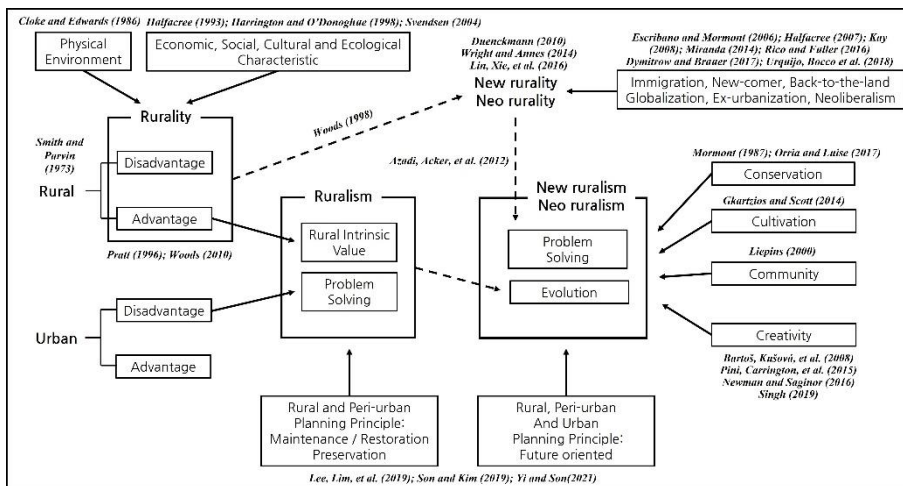 Cloke and Edwards (1986)
Halfacree (1993); Harrington and O'Donoghue (1998); Svendsen (2004)
Physical
Environment
Economic, Social, Cultural and Ecological
Characteristic
Duenckmann (2010)
Wright and Annes (2014)
Lin, Xie, et al. (2016)
New rurality
Neo rurality
Escribano and Mormont (2006); Halfacree (2007); Kay
(2008); Miranda (2014); Rico and Fuller (2016)
Dymitrow and Brauer (2017); Urquijo, Bocco et al. (2018)
Immigration, New-comer, Back-to-the-land
Globalization, Ex-urbanization, Neoliberalism
Rurality
Smith and
Parvin
(1973)
Rural
Disadvantage
Advantage
Pratt (1996); Woods (2010)
Woods (1998)
Azadi, Acker, et al. (2012)
Ruralism
Rural Intrinsic
Value
Problem
Solving
New ruralism
Neo ruralism
Problem
Solving
Evolution
Mormont (1987); Orria and Luise (2017)
Conservation
Gkartzios and Scott (2014)
Cultivation
Liepins (2000)
Community
Creativity
Bartoš, Kušová, et al. (2008)
Pini, Carrington, et al. (2015)
Newman and Saginor (2016)
Singh (2019)
Urban
Disadvantage
Advantage
Rural and Peri-urban
Planning Principle:
Maintenance / Restoration
Preservation
Rural, Peri-urban
And Urban
Planning Principle:
Future oriented
Lee, Lim, et al. (2019); Son and Kim (2019); Yi and Son(2021)